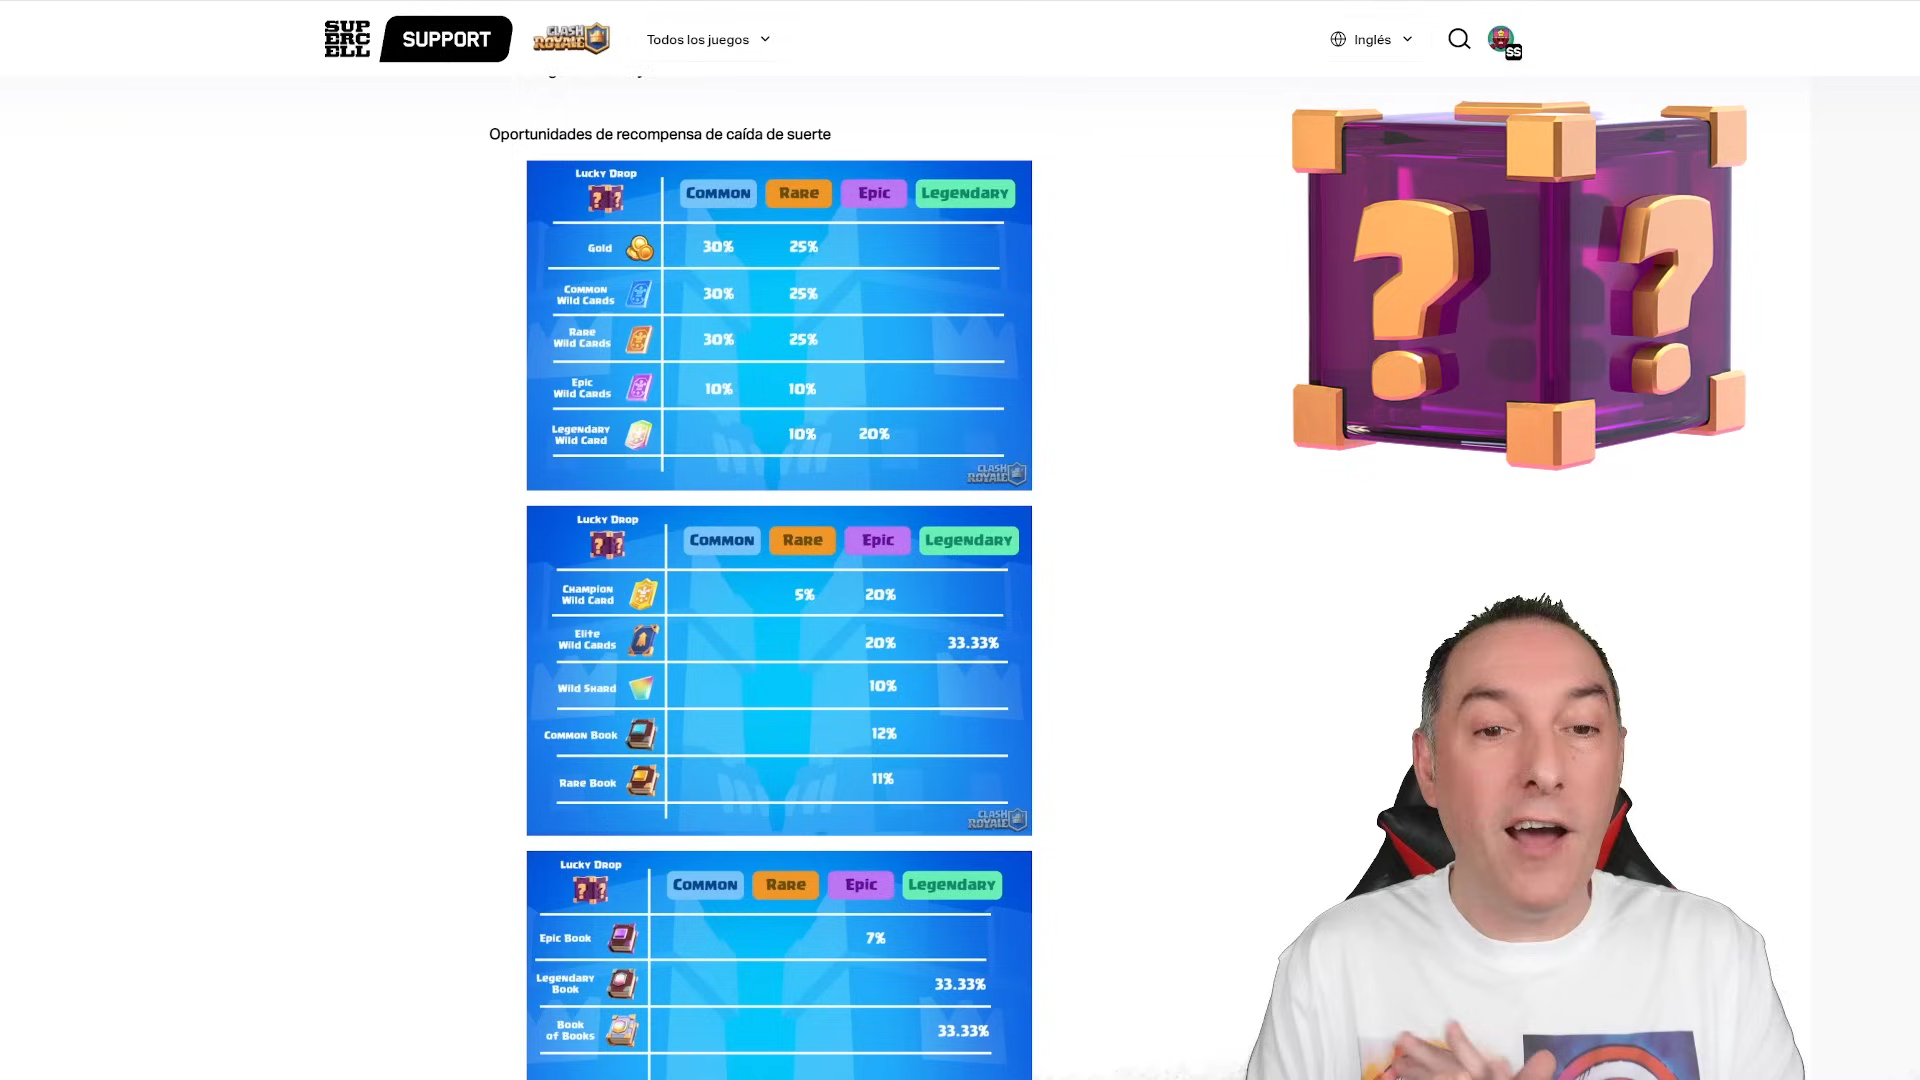 SUPERCELL SUPPORT CLASH ROYALE Todos los juegos Inglés SS
Oportunidades de recompensa de caída de suerte
Lucky Drop
Common Rare Epic Legendary
Gold 30% 25%
Common Wild Cards 30% 25%
Rare Wild Cards 30% 25%
Epic Wild Cards 10% 10%
Legendary Wild Card 10% 20%
CLASH ROYALE
Lucky Drop
Common Rare Epic Legendary
Champion Wild Card 5% 20%
Elite Wild Cards 20% 33.33%
Wild Shard 10%
Common Book 12%
Rare Book 11%
CLASH ROYALE
Lucky Drop
Common Rare Epic Legendary
Epic Book 7%
Legendary Book 33.33%
Book of Books 33.33%
? ?